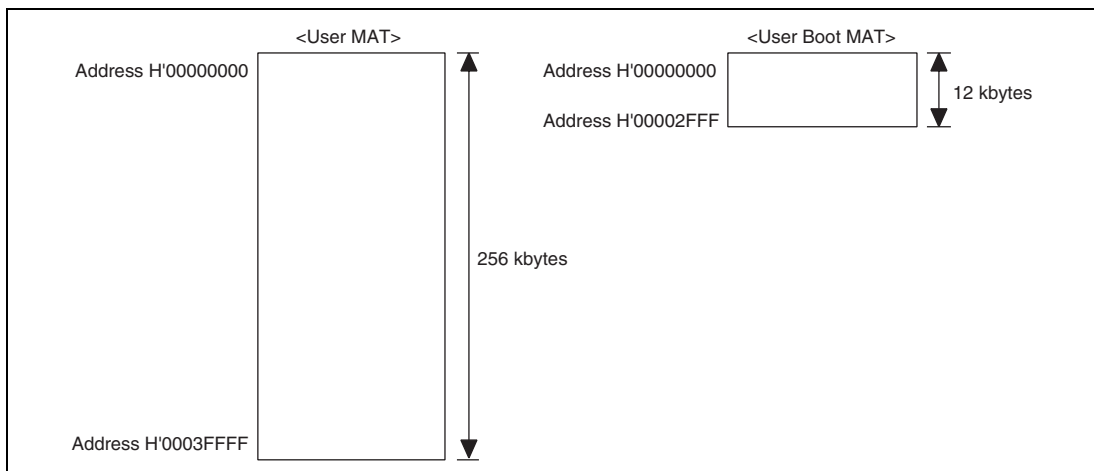 <User MAT>
Address H'00000000
256 kbytes
Address H'0003FFFF
<User Boot MAT>
Address H'00000000
12 kbytes
Address H'00002FFF